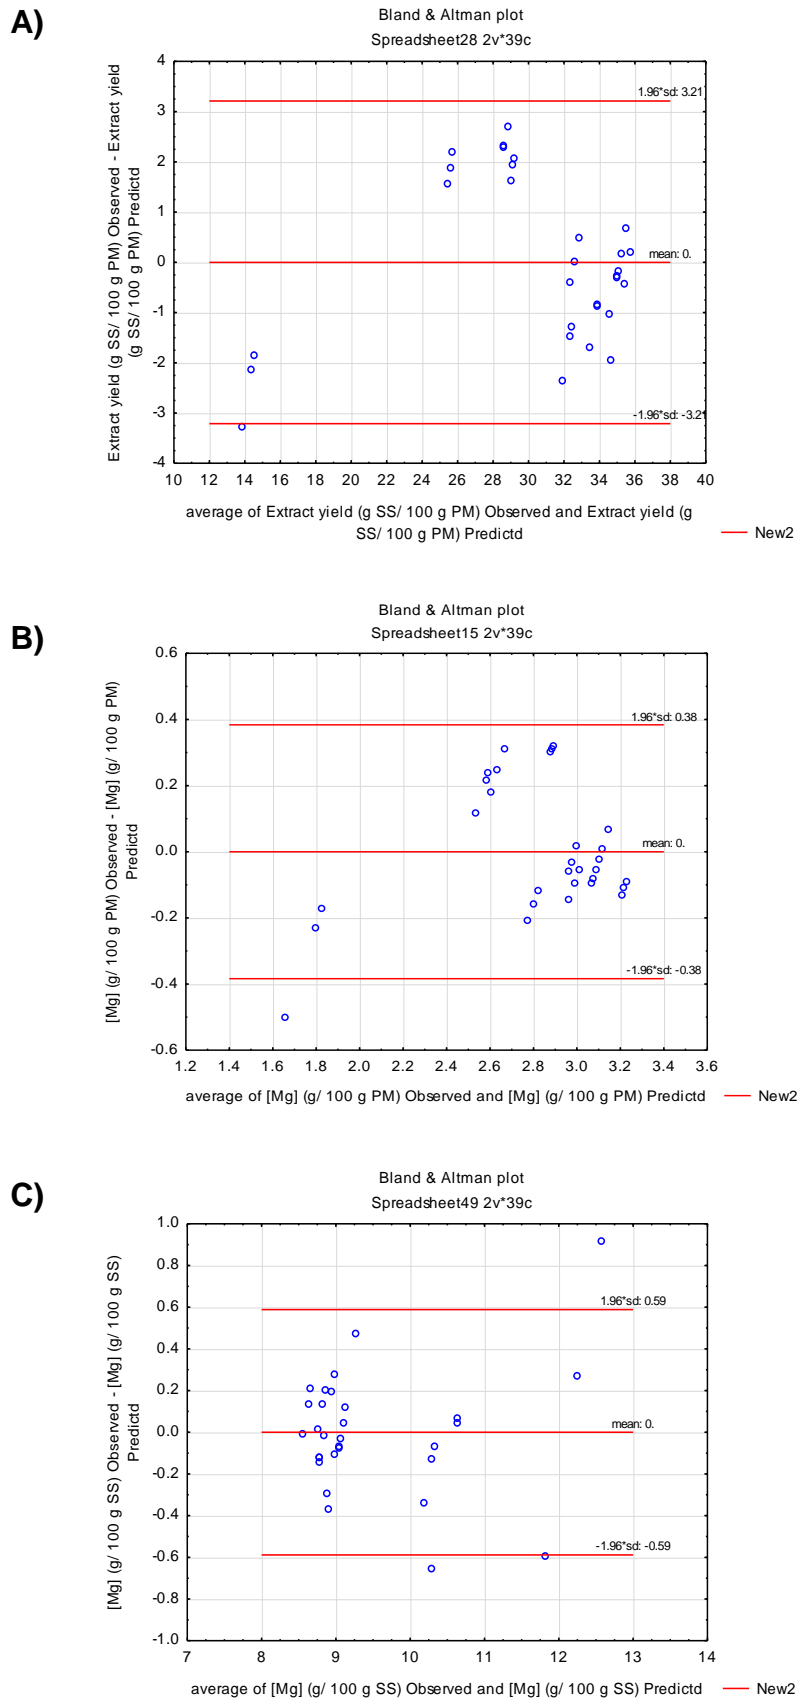 A)
Bland & Altman plot
Spreadsheet28 2v*39c
Extract yield (g SS/ 100 g PM) Observed - Extract yield
(g SS/ 100 g PM) Predictd
4
3
2
1
0
-1
-2
-3
-4
1.96*sd: 3.21
mean: 0.
-1.96*sd: -3.21
10 12 14 16 18 20 22 24 26 28 30 32 34 36 38 40
average of Extract yield (g SS/ 100 g PM) Observed and Extract yield (g
SS/ 100 g PM) Predictd
New2
B)
Bland & Altman plot
Spreadsheet15 2v*39c
[Mg] (g/ 100 g PM) Observed - [Mg] (g/ 100 g PM)
Predictd
0.6
0.4
0.2
0.0
-0.2
-0.4
-0.6
1.96*sd: 0.38
mean: 0.
-1.96*sd: -0.38
1.2 1.4 1.6 1.8 2.0 2.2 2.4 2.6 2.8 3.0 3.2 3.4 3.6
average of [Mg] (g/ 100 g PM) Observed and [Mg] (g/ 100 g PM) Predictd
New2
C)
Bland & Altman plot
Spreadsheet49 2v*39c
[Mg] (g/ 100 g SS) Observed - [Mg] (g/ 100 g SS)
Predictd
1.0
0.8
0.6
0.4
0.2
0.0
-0.2
-0.4
-0.6
-0.8
-1.0
1.96*sd: 0.59
mean: 0.
-1.96*sd: -0.59
7 8 9 10 11 12 13 14
average of [Mg] (g/ 100 g SS) Observed and [Mg] (g/ 100 g SS) Predictd
New2